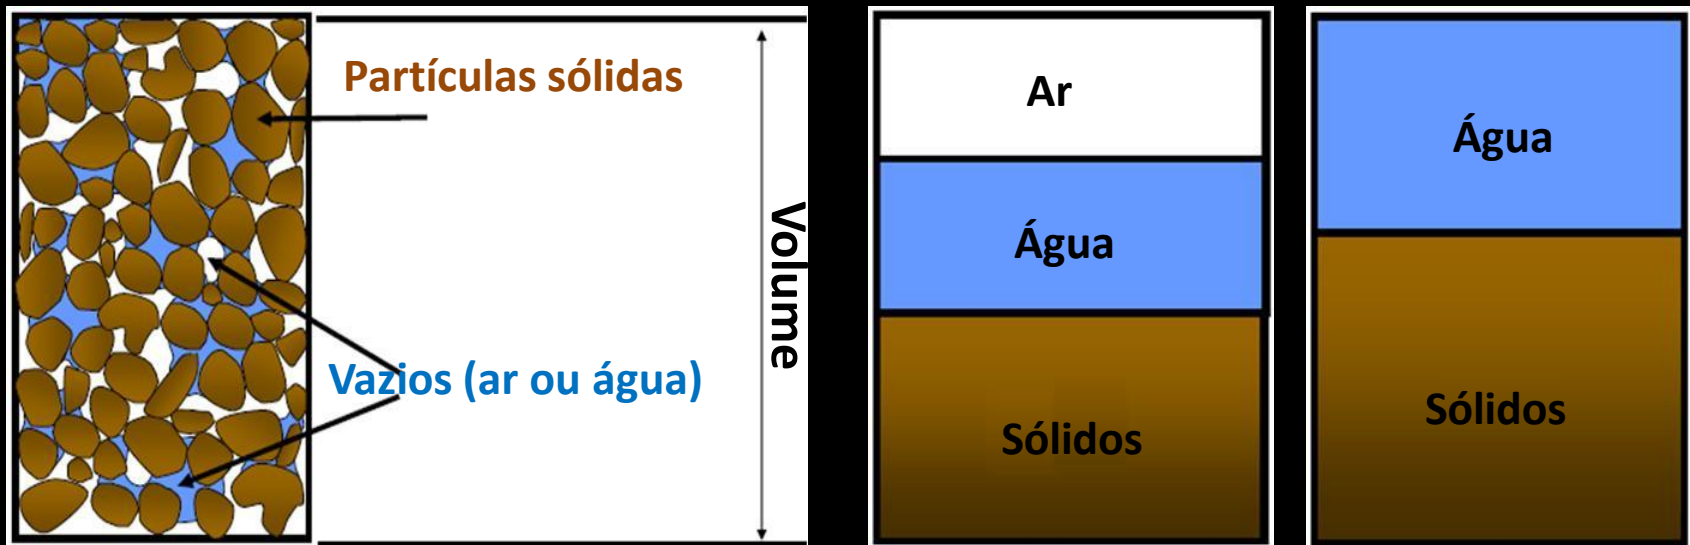 Partículas sólidas
Vazios (ar ou água)
Volume
Ar
Água
Sólidos
Água
Sólidos